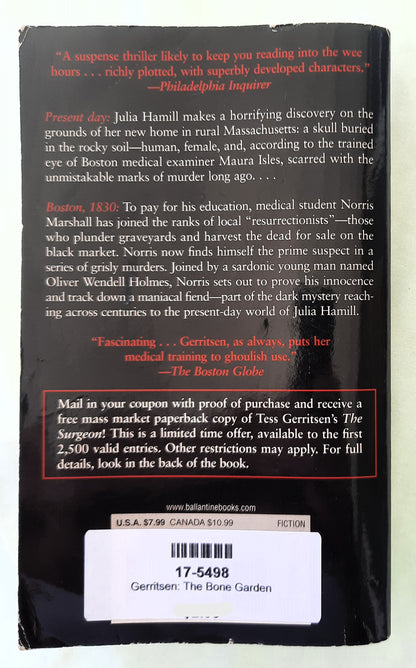 “A suspense thriller likely to keep you reading into the wee
hours . . . richly plotted, with superbly developed characters.”
—Philadelphia Inquirer
Present day: Julia Hamill makes a horrifying discovery on the
grounds of her new home in rural Massachusetts: a skull buried
in the rocky soil—human, female, and, according to the trained
eye of Boston medical examiner Maura Isles, scarred with the
unmistakable marks of murder long ago. . . .
Boston, 1830: To pay for his education, medical student Norris
Marshall has joined the ranks of local “resurrectionists”—those
who plunder graveyards and harvest the dead for sale on the
black market. Norris now finds himself the prime suspect in a
series of grisly murders. Joined by a sardonic young man named
Oliver Wendell Holmes, Norris sets out to prove his innocence
and track down a maniacal fiend—part of the dark mystery reach-
ing across centuries to the present-day world of Julia Hamill.
“Fascinating . . . Gerritsen, as always, puts her
medical training to ghoulish use.”
—The Boston Globe
Mail in your coupon with proof of purchase and receive a
free mass market paperback copy of Tess Gerritsen’s The
Surgeon! This is a limited time offer, available to the first
2,500 valid entries. Other restrictions may apply. For full
details, look in the back of the book.
www.ballantinebooks.com
U.S.A. $7.99 CANADA $10.99 FICTION
17-5498
Gerritsen: The Bone Garden